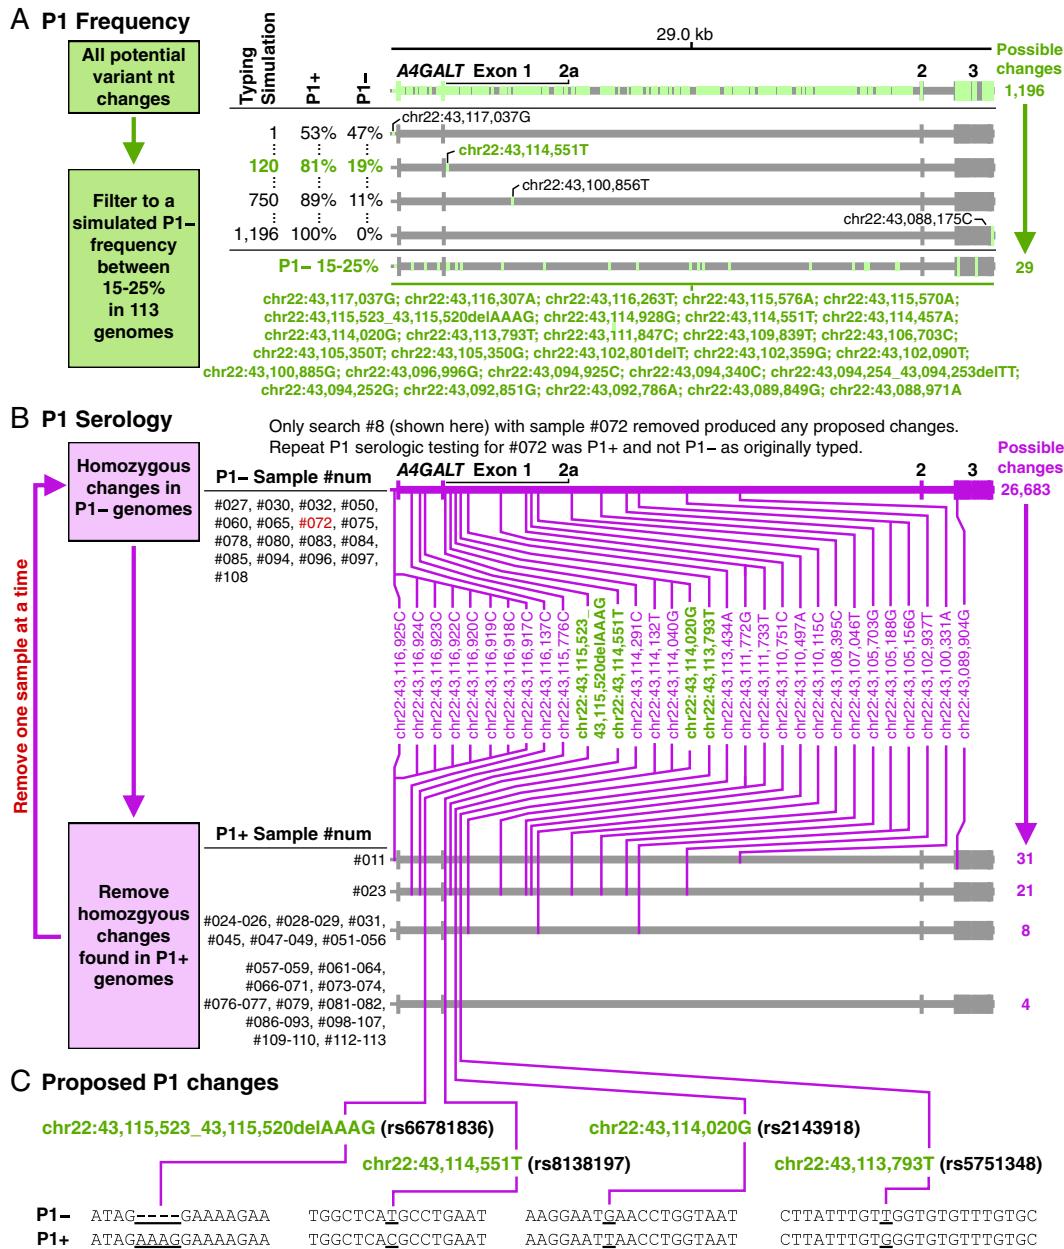 A P1 Frequency
All potential
variant nt
changes
Filter to a
simulated P1–
frequency
between
15-25%
in 113
genomes
Typing
Simulation
P1+
P1–
29.0 kb
A4GALT Exon 1 2a 2 3
Possible
changes
1,196
1 53% 47% chr22:43,117,037G
120 81% 19% chr22:43,114,551T
750 89% 11% chr22:43,100,856T
1,196 100% 0% chr22:43,088,175C
P1– 15-25% 29
chr22:43,117,037G; chr22:43,116,307A; chr22:43,116,263T; chr22:43,115,576A; chr22:43,115,570A;
chr22:43,115,523_43,115,520delAAAG; chr22:43,114,928G; chr22:43,114,551T; chr22:43,114,457A;
chr22:43,114,020G; chr22:43,113,793T; chr22:43,111,847C; chr22:43,109,839T; chr22:43,106,703C;
chr22:43,105,350T; chr22:43,105,350G; chr22:43,102,801delT; chr22:43,102,359G; chr22:43,102,090T;
chr22:43,100,885G; chr22:43,096,996G; chr22:43,094,925C; chr22:43,094,340C; chr22:43,094,254_43,094,253delTT;
chr22:43,094,252G; chr22:43,092,851G; chr22:43,092,786A; chr22:43,089,849G; chr22:43,088,971A
B P1 Serology
Only search #8 (shown here) with sample #072 removed produced any proposed changes.
Repeat P1 serologic testing for #072 was P1+ and not P1– as originally typed.
Remove one sample at a time
Homozygous
changes in
P1– genomes
P1– Sample #num
#027, #030, #032, #050,
#060, #065, #072, #075,
#078, #080, #083, #084,
#085, #094, #096, #097,
#108
A4GALT Exon 1 2a 2 3
Possible
changes
26,683
chr22:43,116,925C
chr22:43,116,924C
chr22:43,116,923C
chr22:43,116,922C
chr22:43,116,920C
chr22:43,116,919C
chr22:43,116,918C
chr22:43,116,917C
chr22:43,116,137C
chr22:43,115,776C
chr22:43,115,523_
43,115,520delAAAG
chr22:43,114,551T
chr22:43,114,291C
chr22:43,114,132T
chr22:43,114,040G
chr22:43,114,020G
chr22:43,113,793T
chr22:43,113,434A
chr22:43,111,772G
chr22:43,111,733T
chr22:43,110,751C
chr22:43,110,497A
chr22:43,110,115C
chr22:43,108,395C
chr22:43,107,046T
chr22:43,105,703G
chr22:43,105,188G
chr22:43,105,156G
chr22:43,102,937T
chr22:43,100,331A
chr22:43,089,904G
Remove
homozgyous
changes
found in P1+
genomes
P1+ Sample #num
#011 31
#023 21
#024-026, #028-029, #031,
#045, #047-049, #051-056
8
#057-059, #061-064,
#066-071, #073-074,
#076-077, #079, #081-082,
#086-093, #098-107,
#109-110, #112-113
4
C Proposed P1 changes
chr22:43,115,523_43,115,520delAAAG (rs66781836)
chr22:43,114,020G (rs2143918)
chr22:43,114,551T (rs8138197)
chr22:43,113,793T (rs5751348)
P1– ATAG----GAAAAGAA TGGCTCATGCCTGAAT AAGGAATGAACCTGGTAAT CTTATTTGTTGGTGTGTTTGTGC
P1+ ATAGAAAGGAAAAGAA TGGCTCACGCCTGAAT AAGGAATTAACCTGGTAAT CTTATTTGTGGGTGTGTTTGTGC